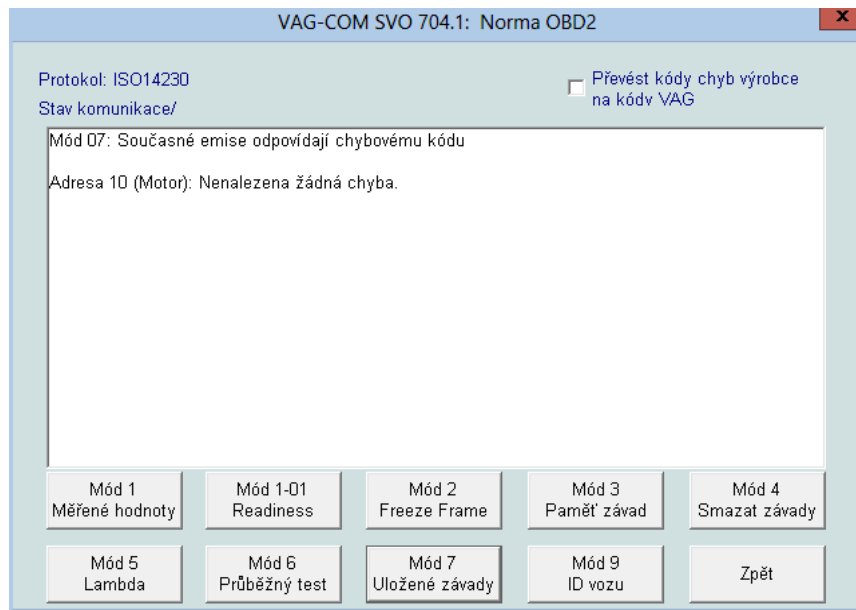 VAG-COM SVO 704.1: Norma OBD2
x
Protokol: ISO14230
Stav komunikace/
Převést kódy chyb výrobce
na kódy VAG
Mód 07: Současné emise odpovídají chybovému kódu
Adresa 10 (Motor): Nenalezena žádná chyba.
Mód 1
Měřené hodnoty
Mód 1-01
Readiness
Mód 2
Freeze Frame
Mód 3
Paměť závad
Mód 4
Smazat závady
Mód 5
Lambda
Mód 6
Průběžný test
Mód 7
Uložené závady
Mód 9
ID vozu
Zpět